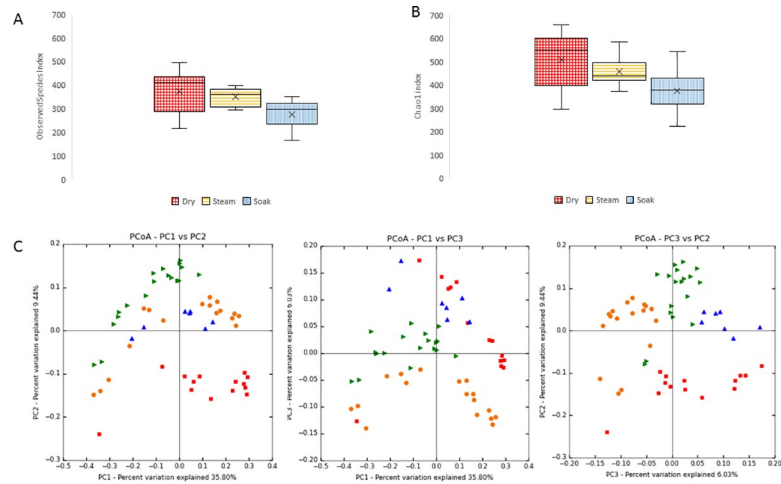 A
700
600
500
400
300
200
100
0
ObservedSpeciesIndex
Dry Steam Soak
B
700
600
500
400
300
200
100
0
Chao1index
Dry Steam Soak
C
PCoA - PC1 vs PC2
0.2
0.1
0.0
−0.1
−0.2
−0.3
PC2 - Percent variation explained 9.44%
−0.5 −0.4 −0.3 −0.2 −0.1 0.0 0.1 0.2 0.3 0.4
PC1 - Percent variation explained 35.80%
PCoA - PC1 vs PC3
0.20
0.15
0.10
0.05
0.00
−0.05
−0.10
−0.15
−0.20
PC3 - Percent variation explained 6.03%
−0.5 −0.4 −0.3 −0.2 −0.1 0.0 0.1 0.2 0.3 0.4
PC1 - Percent variation explained 35.80%
PCoA - PC3 vs PC2
0.2
0.1
0.0
−0.1
−0.2
−0.3
PC2 - Percent variation explained 9.44%
−0.20 −0.15 −0.10 −0.05 0.00 0.05 0.10 0.15 0.20
PC3 - Percent variation explained 6.03%